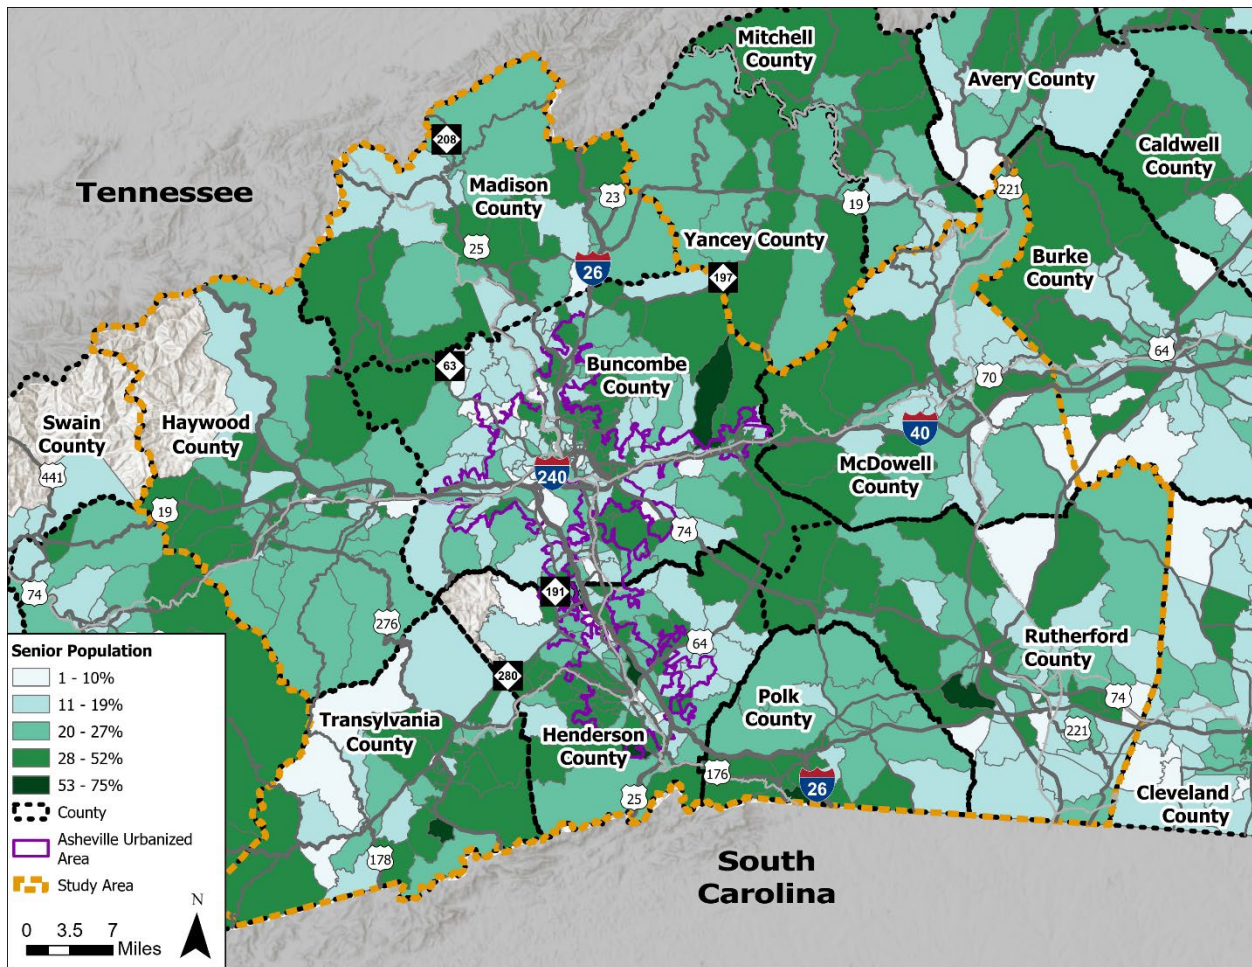 Mitchell
County
Avery County
Caldwell
County
208
221
Tennessee
Madison
County
23
19
25
Yancey County
Burke
County
26
197
64
63
Buncombe
County
70
Swain
County
Haywood
County
40
441
240
McDowell
County
19
74
74
191
276
64
Rutherford
County
280
Polk
County
74
Transylvania
County
Henderson
County
221
176
26
25
Cleveland
County
178
South
Carolina
Senior Population
1 - 10%
11 - 19%
20 - 27%
28 - 52%
53 - 75%
County
Asheville Urbanized
Area
Study Area
N
0 3.5 7
Miles